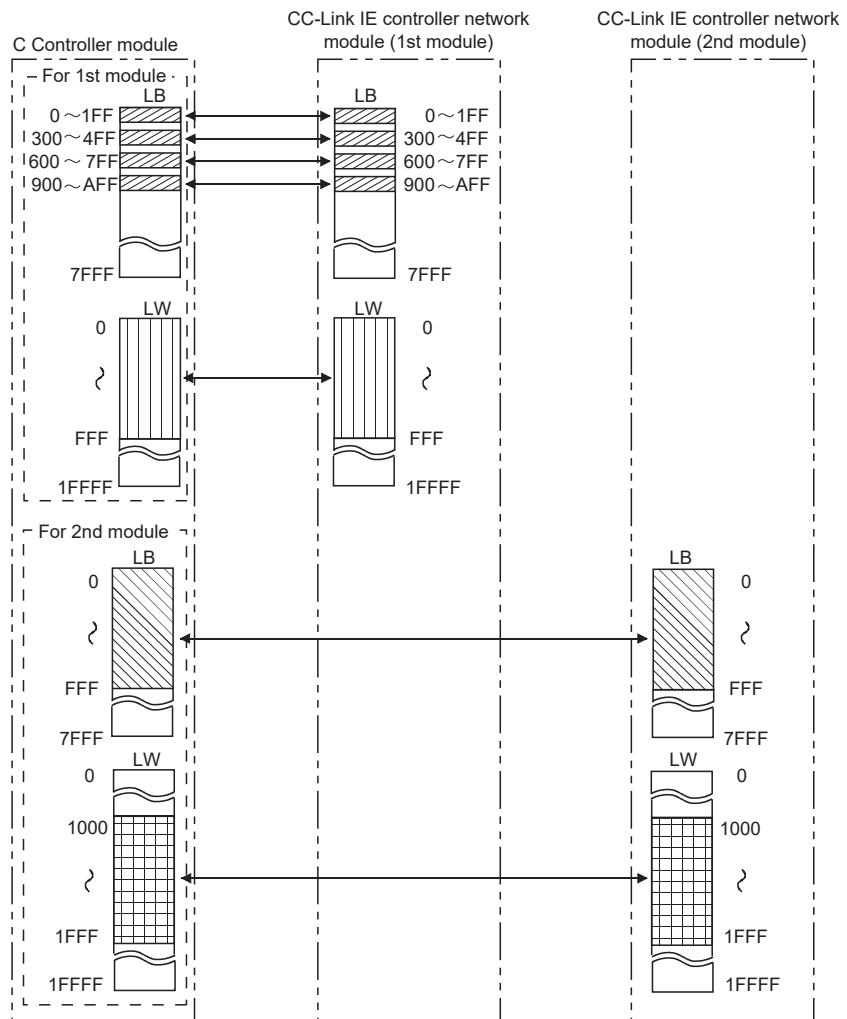 C Controller module
CC-Link IE controller network
module (1st module)
CC-Link IE controller network
module (2nd module)
For 1st module
LB
LB
0～1FF
0～1FF
300～4FF
300～4FF
600～ 7FF
600～7FF
900～AFF
900～AFF
7FFF
7FFF
LW
LW
0
0
～
～
FFF
FFF
1FFFF
1FFFF
For 2nd module
LB
LB
0
0
～
～
FFF
FFF
7FFF
7FFF
LW
LW
0
0
1000
1000
～
～
1FFF
1FFF
1FFFF
1FFFF